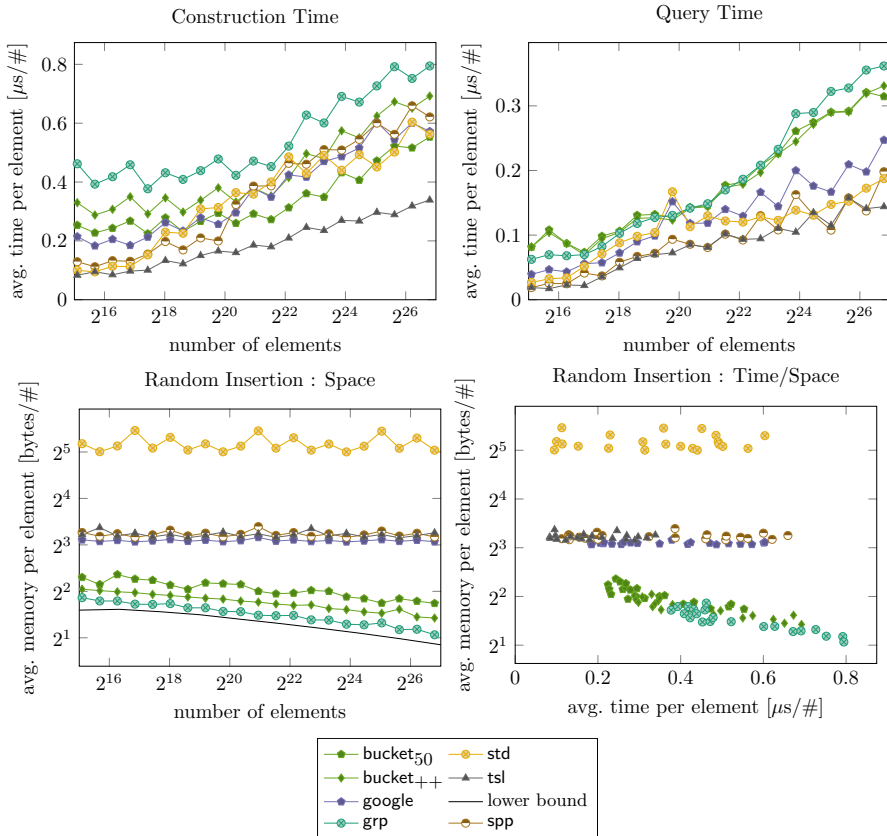 Construction Time
avg. time per element [µs/#]
0.8
0.6
0.4
0.2
0
2^16 2^18 2^20 2^22 2^24 2^26
number of elements
Query Time
avg. time per element [µs/#]
0.3
0.2
0.1
0
2^16 2^18 2^20 2^22 2^24 2^26
number of elements
Random Insertion : Space
avg. memory per element [bytes/#]
2^5
2^4
2^3
2^2
2^1
2^16 2^18 2^20 2^22 2^24 2^26
number of elements
Random Insertion : Time/Space
avg. memory per element [bytes/#]
2^5
2^4
2^3
2^2
2^1
0 0.2 0.4 0.6 0.8
avg. time per element [µs/#]
bucket50 std
bucket++ tsl
google lower bound
grp spp